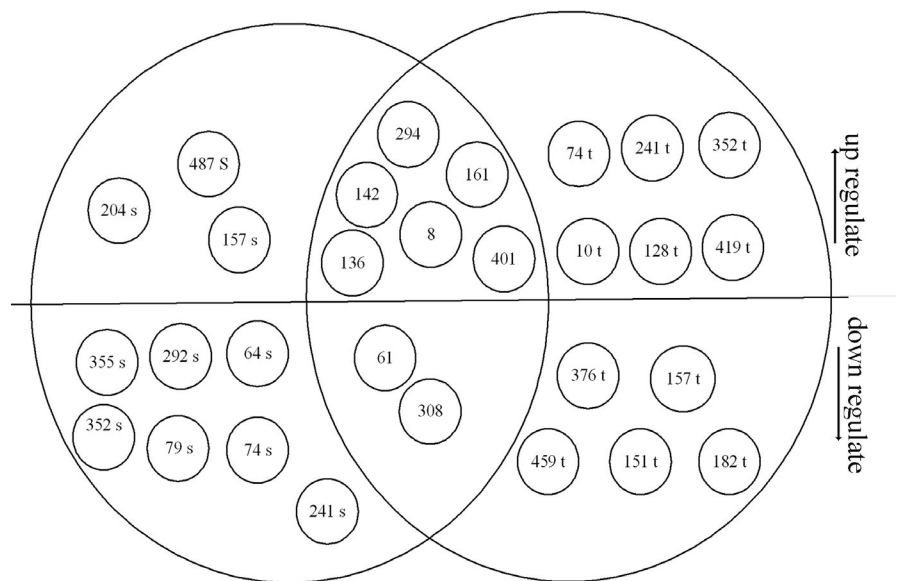 294
487 S
161
74 t
241 t
352 t
142
204 s
8
157 s
136
401
10 t
128 t
419 t
up regulate
355 s
292 s
64 s
61
376 t
157 t
308
352 s
79 s
74 s
459 t
151 t
182 t
241 s
down regulate